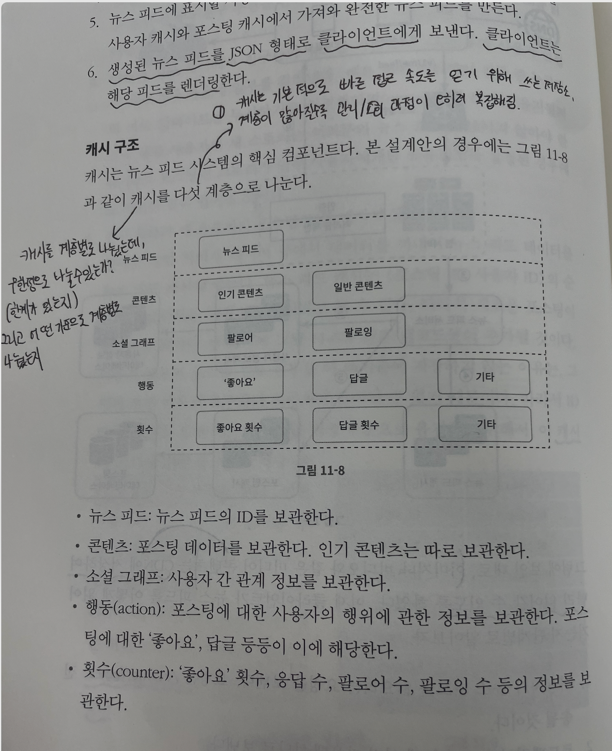 5. 뉴스 피드에 표시할
사용자 캐시와 포스팅 캐시에서 가져와 완전한 뉴스 피드를 만든다.
6. 생성된 뉴스 피드를 JSON 형태로 클라이언트에게 보낸다. 클라이언트는
해당 피드를 렌더링한다.
① 캐시는 기본적으로 빠른 접근 속도를 얻기 위해 쓰는
계층이 많아질수록 관리/ 과정이 오히려 복잡해짐.
캐시 구조
캐시는 뉴스 피드 시스템의 핵심 컴포넌트다. 본 설계안의 경우에는 그림 11-8
과 같이 캐시를 다섯 계층으로 나눈다.
캐시를 계층별로 나눴는데,
무한정으로 나눌수있는가?
(한계가 있는지)
그리고 어떤 기준으로 계층별로
나눴는지
뉴스 피드 뉴스 피드
콘텐츠 인기 콘텐츠 일반 콘텐츠
소셜 그래프 팔로어 팔로잉
행동 ‘좋아요’ 답글 기타
횟수 좋아요 횟수 답글 횟수 기타
그림 11-8
• 뉴스 피드: 뉴스 피드의 ID를 보관한다.
• 콘텐츠: 포스팅 데이터를 보관한다. 인기 콘텐츠는 따로 보관한다.
• 소셜 그래프: 사용자 간 관계 정보를 보관한다.
• 행동(action): 포스팅에 대한 사용자의 행위에 관한 정보를 보관한다. 포스
팅에 대한 ‘좋아요’, 답글 등등이 이에 해당한다.
• 횟수(counter): ‘좋아요’ 횟수, 응답 수, 팔로어 수, 팔로잉 수 등의 정보를 보
관한다.